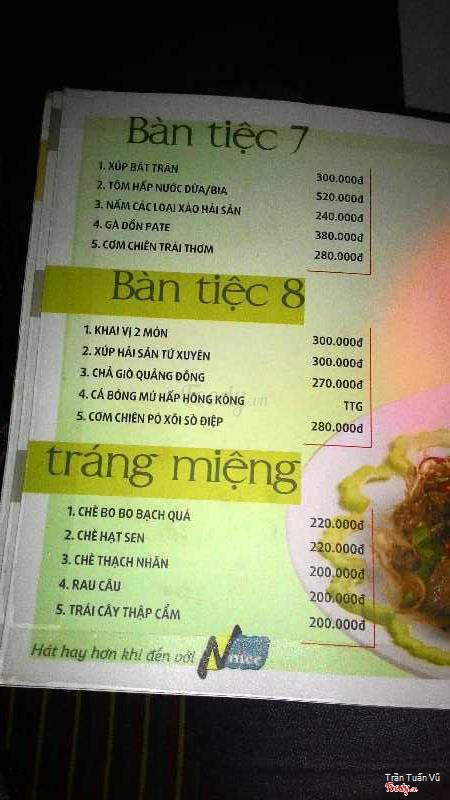 Bàn tiệc 7
1. XÚP BÁT TRÂN 300.000đ
2. TÔM HẤP NƯỚC DỪA/BIA 520.000đ
3. NẤM CÁC LOẠI XÀO HẢI SẢN 240.000đ
4. GÀ DỒN PATE 380.000đ
5. CƠM CHIÊN TRÁI THƠM 280.000đ
Bàn tiệc 8
1. KHAI VỊ 2 MÓN 300.000đ
2. XÚP HẢI SẢN TỨ XUYÊN 300.000đ
3. CHẢ GIÒ QUẢNG ĐÔNG 270.000đ
4. CÁ BÔNG MÚ HẤP HỒNG KÔNG TTG
5. CƠM CHIÊN PÓ XÔI SÒ ĐIỆP 280.000đ
tráng miệng
1. CHÈ BO BO BẠCH QUẢ 220.000đ
2. CHÈ HẠT SEN 220.000đ
3. CHÈ THẠCH NHÃN 200.000đ
4. RAU CÂU 200.000đ
5. TRÁI CÂY THẬP CẨM 200.000đ
Hát hay hơn khi đến với
Trần Tuấn Vũ
Foody.vn